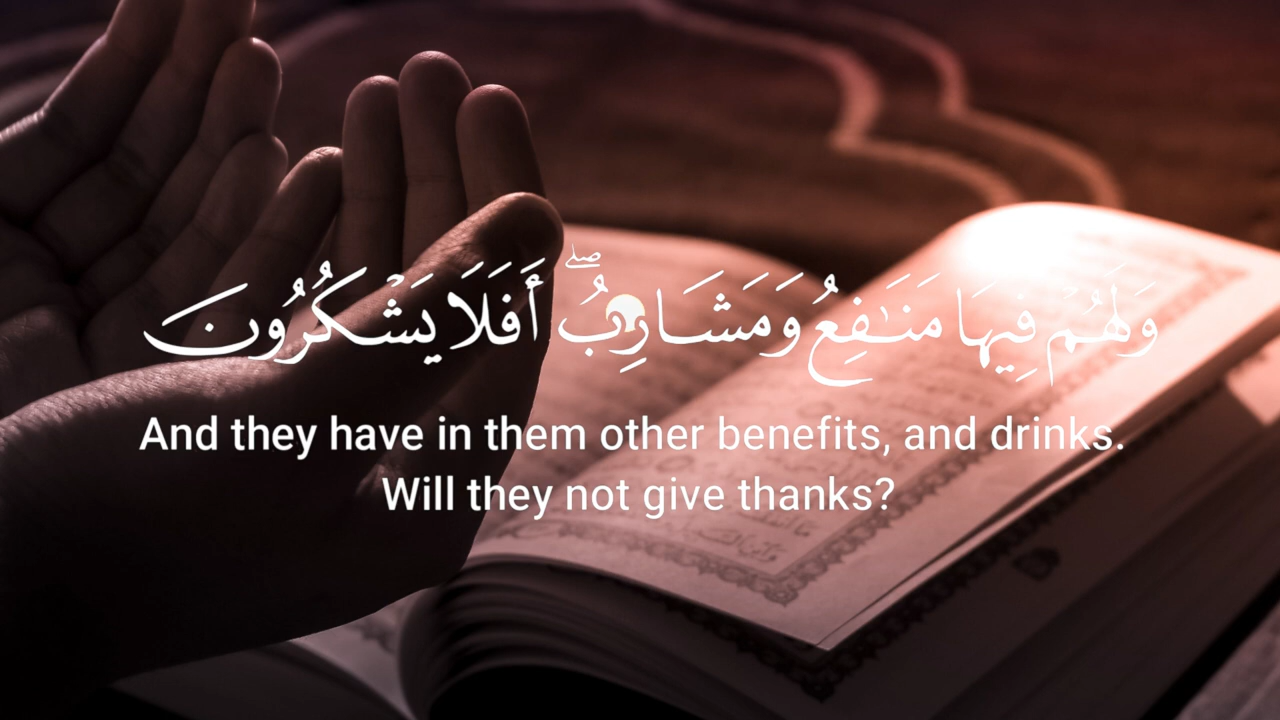 وَلَهُمْ فِيهَا مَنَـٰفِعُ وَمَشَارِبُ ۖ أَفَلَا يَشْكُرُونَ
And they have in them other benefits, and drinks.
Will they not give thanks?